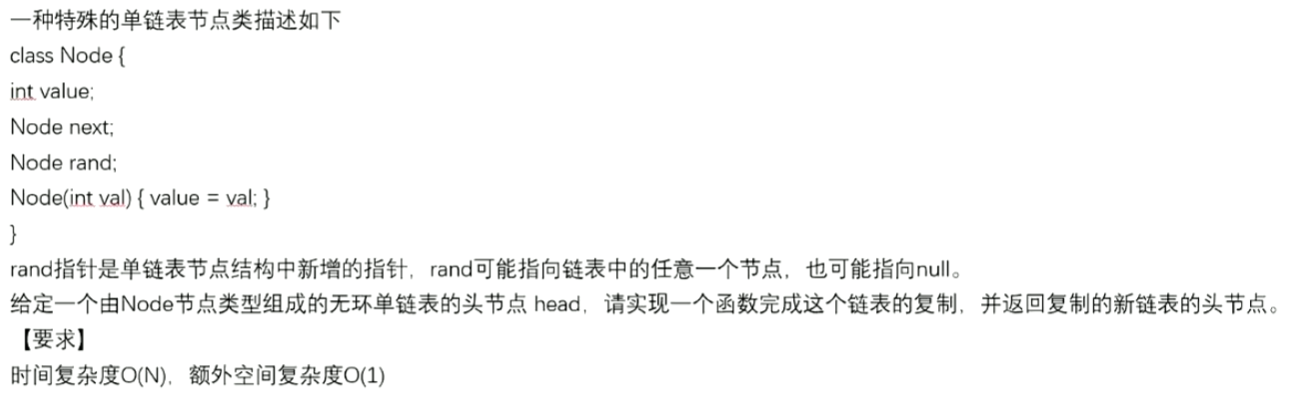 一种特殊的单链表节点类描述如下
class Node {
int value;
Node next;
Node rand;
Node(int val) { value = val; }
}
rand指针是单链表节点结构中新增的指针，rand可能指向链表中的任意一个节点，也可能指向null。
给定一个由Node节点类型组成的无环单链表的头节点 head，请实现一个函数完成这个链表的复制，并返回复制的新链表的头节点。
【要求】
时间复杂度O(N)，额外空间复杂度O(1)